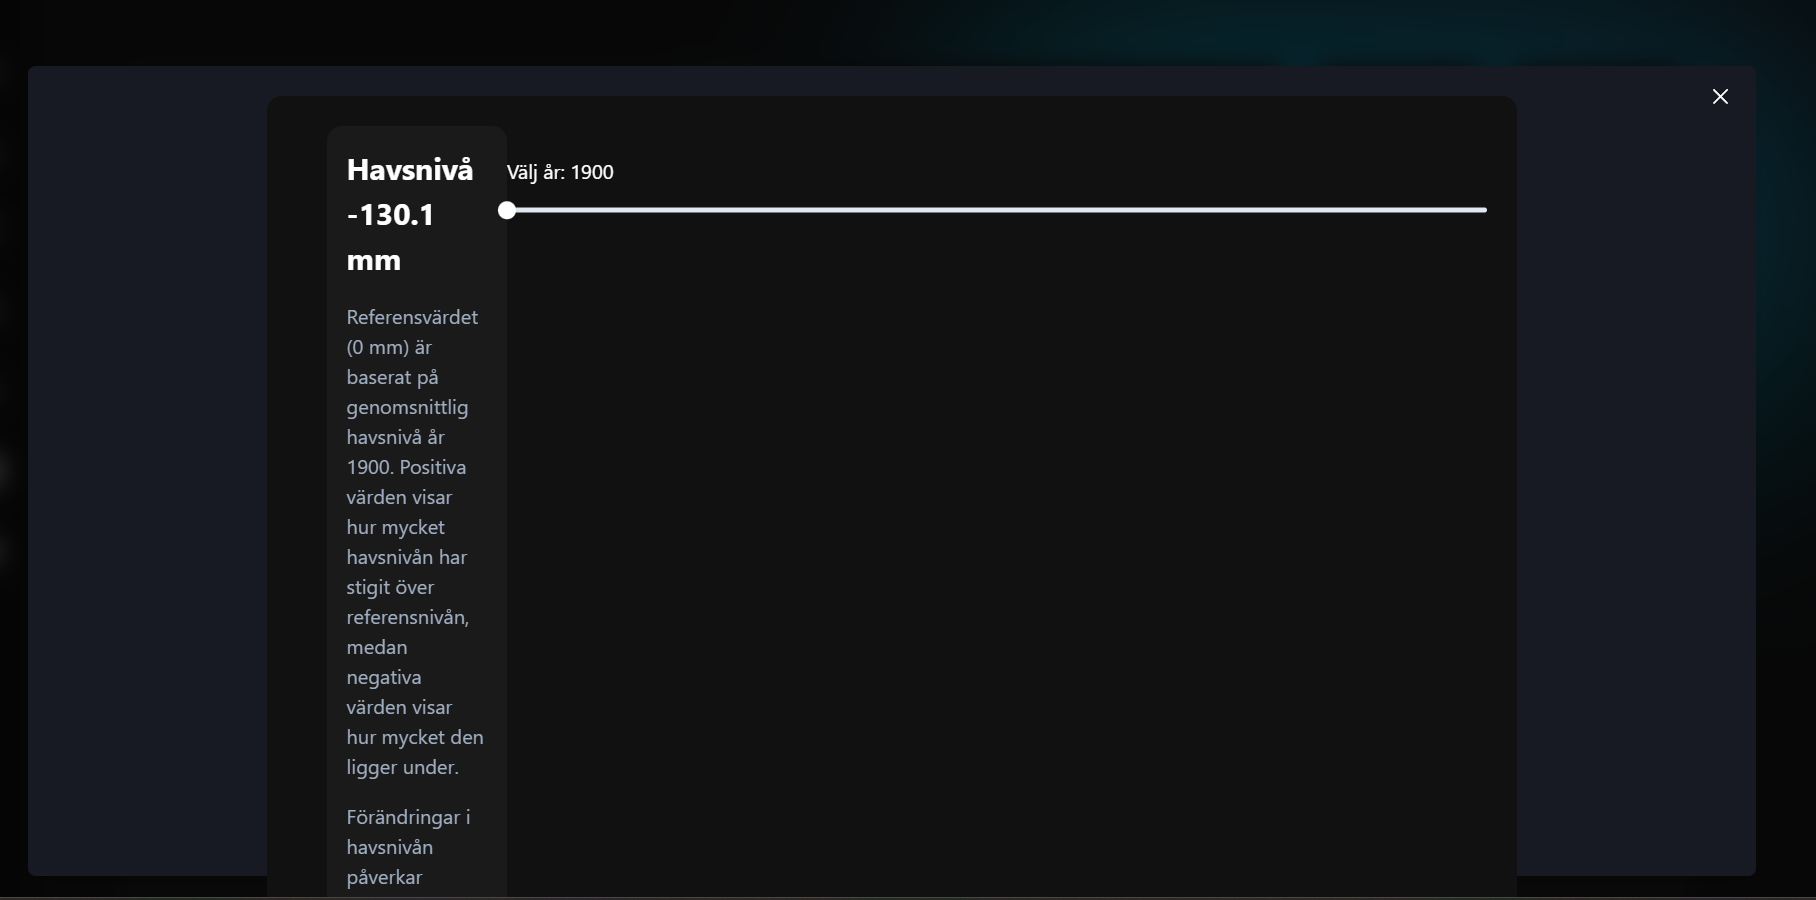 Havsnivå
-130.1
mm
Välj år: 1900
Referensvärdet
(0 mm) är
baserat på
genomsnittlig
havsnivå år
1900. Positiva
värden visar
hur mycket
havsnivån har
stigit över
referensnivån,
medan
negativa
värden visar
hur mycket den
ligger under.
Förändringar i
havsnivån
påverkar